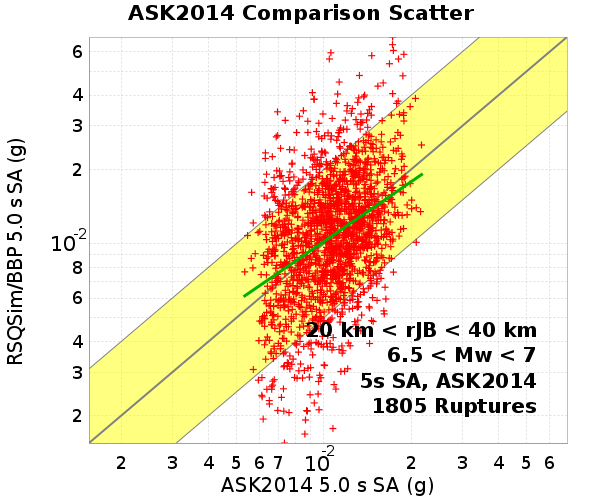 ASK2014 Comparison Scatter
RSQSim/BBP 5.0 s SA (g)
6
4
3
2
10-2
8
6
4
3
2
20 km < rJB < 40 km
6.5 < Mw < 7
5s SA, ASK2014
1805 Ruptures
2 3 4 5 6 7 10-2 2 3 4 5 6
ASK2014 5.0 s SA (g)